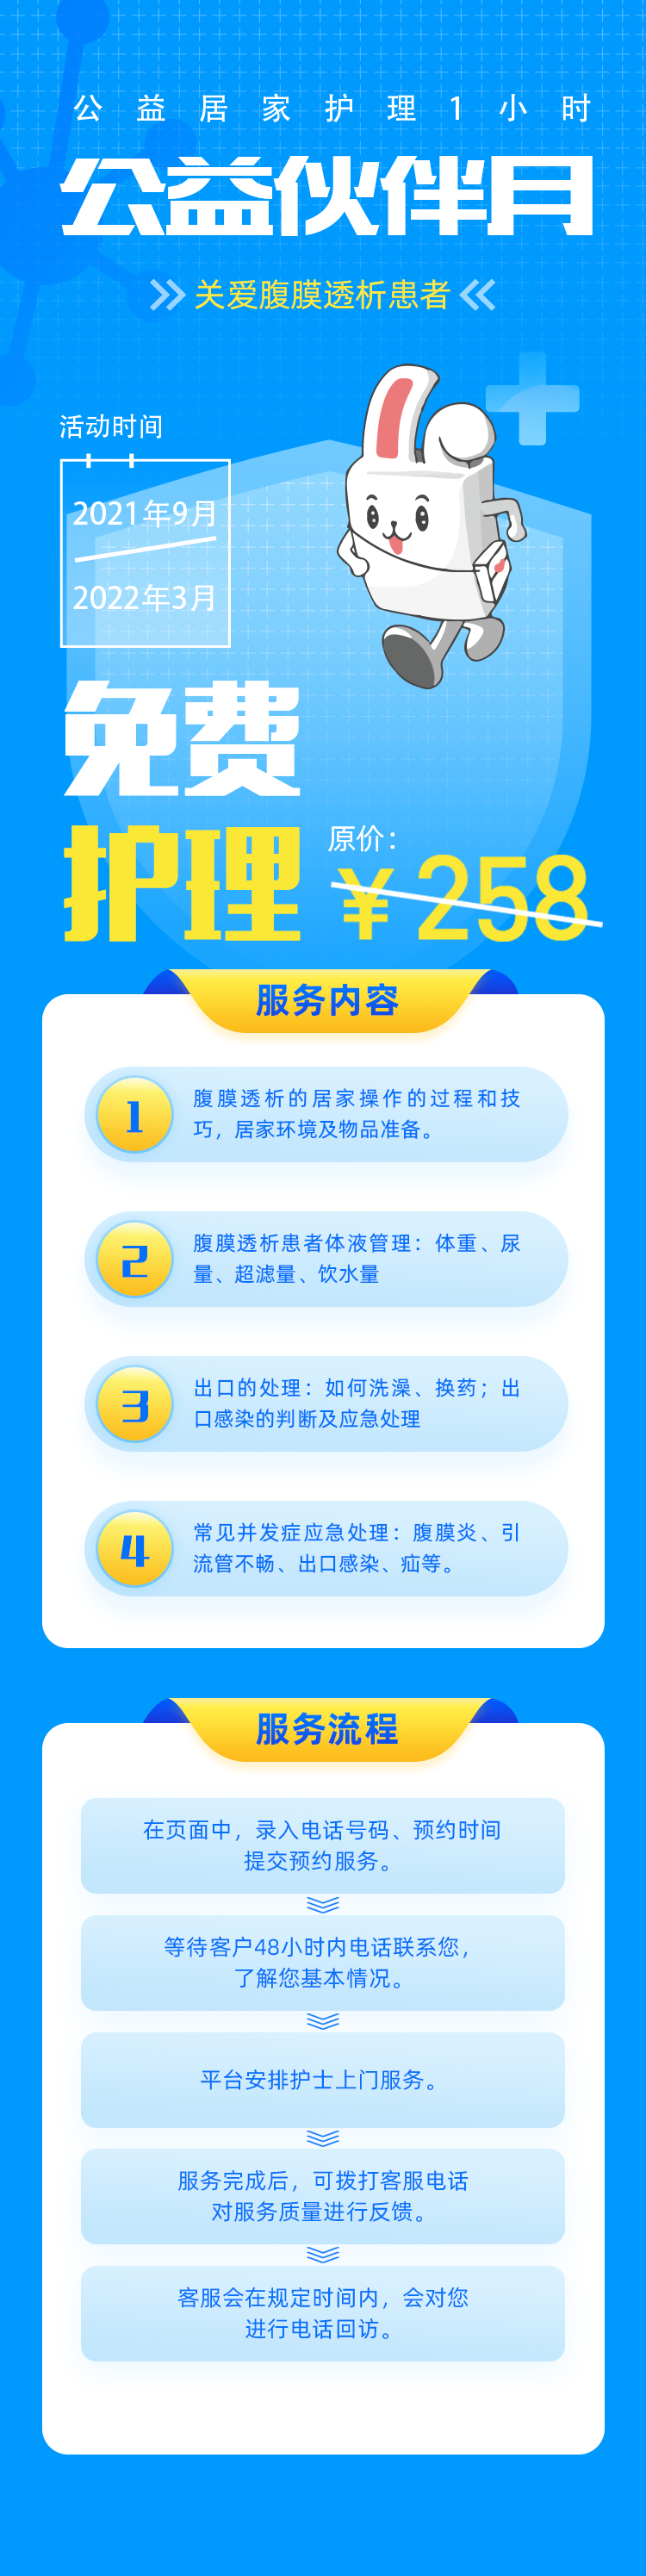 公益居家护理1小时
公益伙伴月
关爱腹膜透析患者
活动时间
2021年9月
2022年3月
免费
护理
原价：
¥258
服务内容
1
腹膜透析的居家操作的过程和技
巧，居家环境及物品准备。
2
腹膜透析患者体液管理：体重、尿
量、超滤量、饮水量
3
出口的处理：如何洗澡、换药；出
口感染的判断及应急处理
4
常见并发症应急处理：腹膜炎、引
流管不畅、出口感染、疝等。
服务流程
在页面中，录入电话号码、预约时间
提交预约服务。
等待客户48小时内电话联系您，
了解您基本情况。
平台安排护士上门服务。
服务完成后，可拨打客服电话
对服务质量进行反馈。
客服会在规定时间内，会对您
进行电话回访。